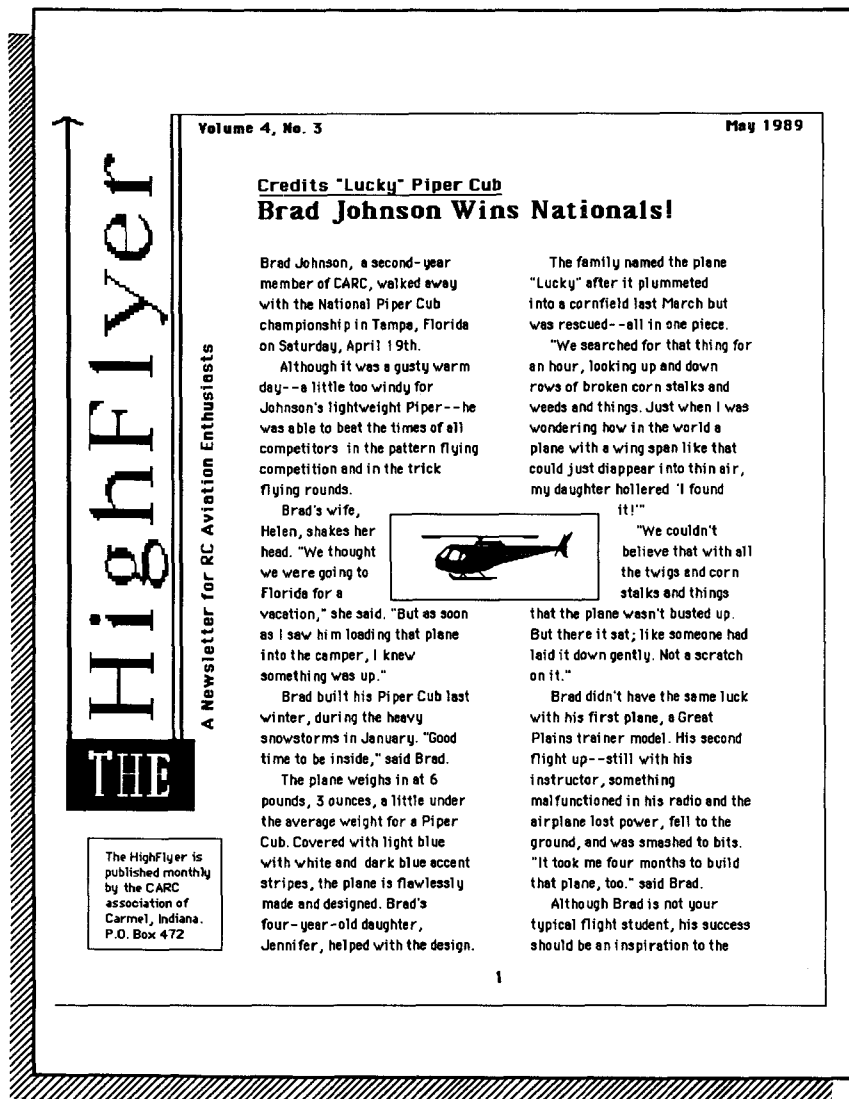 THE HighFlyer
A Newsletter for RC Aviation Enthusiasts
Volume 4, No. 3
May 1989
Credits "Lucky" Piper Cub
Brad Johnson Wins Nationals!
Brad Johnson, a second-year
member of CARC, walked away
with the National Piper Cub
championship in Tampa, Florida
on Saturday, April 19th.
Although it was a gusty warm
day--a little too windy for
Johnson's lightweight Piper--he
was able to beat the times of all
competitors in the pattern flying
competition and in the trick
flying rounds.
Brad's wife,
Helen, shakes her
head. "We thought
we were going to
Florida for a
vacation," she said. "But as soon
as I saw him loading that plane
into the camper, I knew
something was up."
Brad built his Piper Cub last
winter, during the heavy
snowstorms in January. "Good
time to be inside," said Brad.
The plane weighs in at 6
pounds, 3 ounces, a little under
the average weight for a Piper
Cub. Covered with light blue
with white and dark blue accent
stripes, the plane is flawlessly
made and designed. Brad's
four-year-old daughter,
Jennifer, helped with the design.
The family named the plane
"Lucky" after it plummeted
into a cornfield last March but
was rescued--all in one piece.
"We searched for that thing for
an hour, looking up and down
rows of broken corn stalks and
weeds and things. Just when I was
wondering how in the world a
plane with a wing span like that
could just diappear into thin air,
my daughter hollered 'I found
it!'"
"We couldn't
believe that with all
the twigs and corn
stalks and things
that the plane wasn't busted up.
But there it sat; like someone had
laid it down gently. Not a scratch
on it."
Brad didn't have the same luck
with his first plane, a Great
Plains trainer model. His second
flight up--still with his
instructor, something
malfunctioned in his radio and the
airplane lost power, fell to the
ground, and was smashed to bits.
"It took me four months to build
that plane, too." said Brad.
Although Brad is not your
typical flight student, his success
should be an inspiration to the
The HighFlyer is
published monthly
by the CARC
association of
Carmel, Indiana.
P.O. Box 472
1